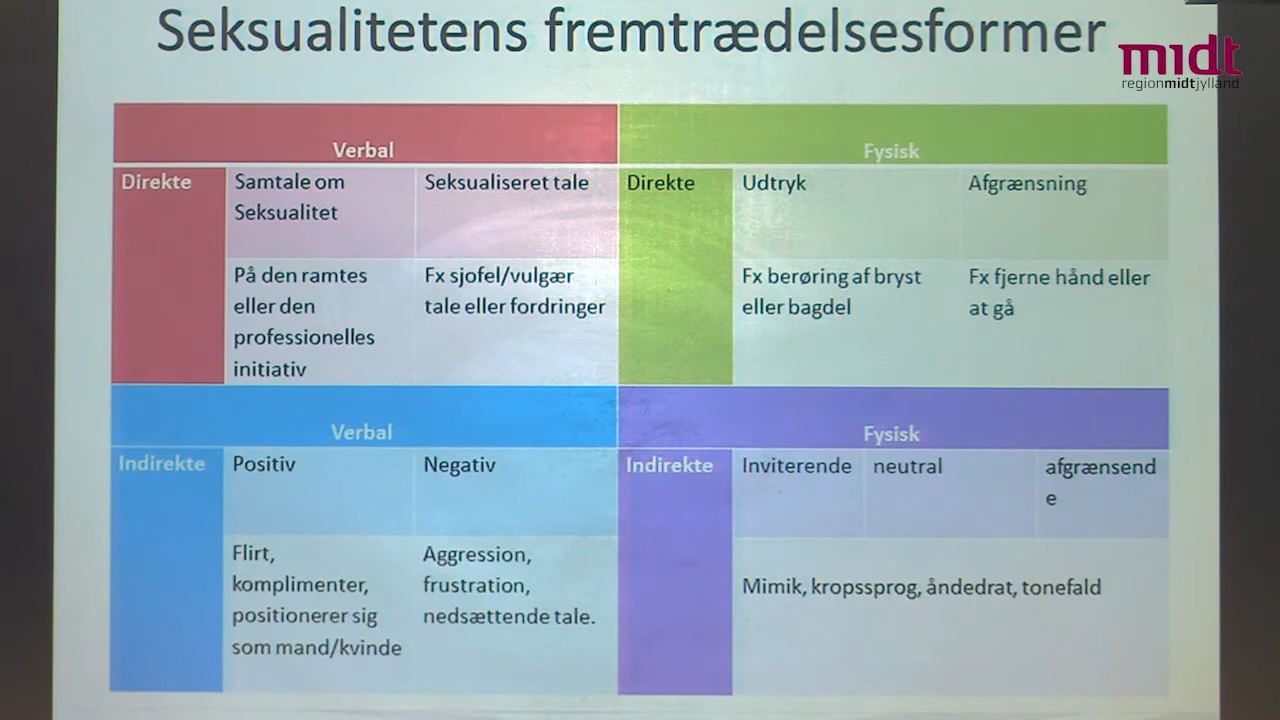 Seksualitetens fremtrædelsesformer
midt
regionmidtjylland
Verbal
Fysisk
Direkte
Samtale om
Seksualitet
Seksualiseret tale
Direkte
Udtryk
Afgrænsning
På den ramtes
eller den
professionelles
initiativ
Fx sjofel/vulgær
tale eller fordringer
Fx berøring af bryst
eller bagdel
Fx fjerne hånd eller
at gå
Verbal
Fysisk
Indirekte
Positiv
Negativ
Indirekte
Inviterende
neutral
afgrænsend
e
Flirt,
komplimenter,
positionerer sig
som mand/kvinde
Aggression,
frustration,
nedsættende tale.
Mimik, kropssprog, åndedrat, tonefald